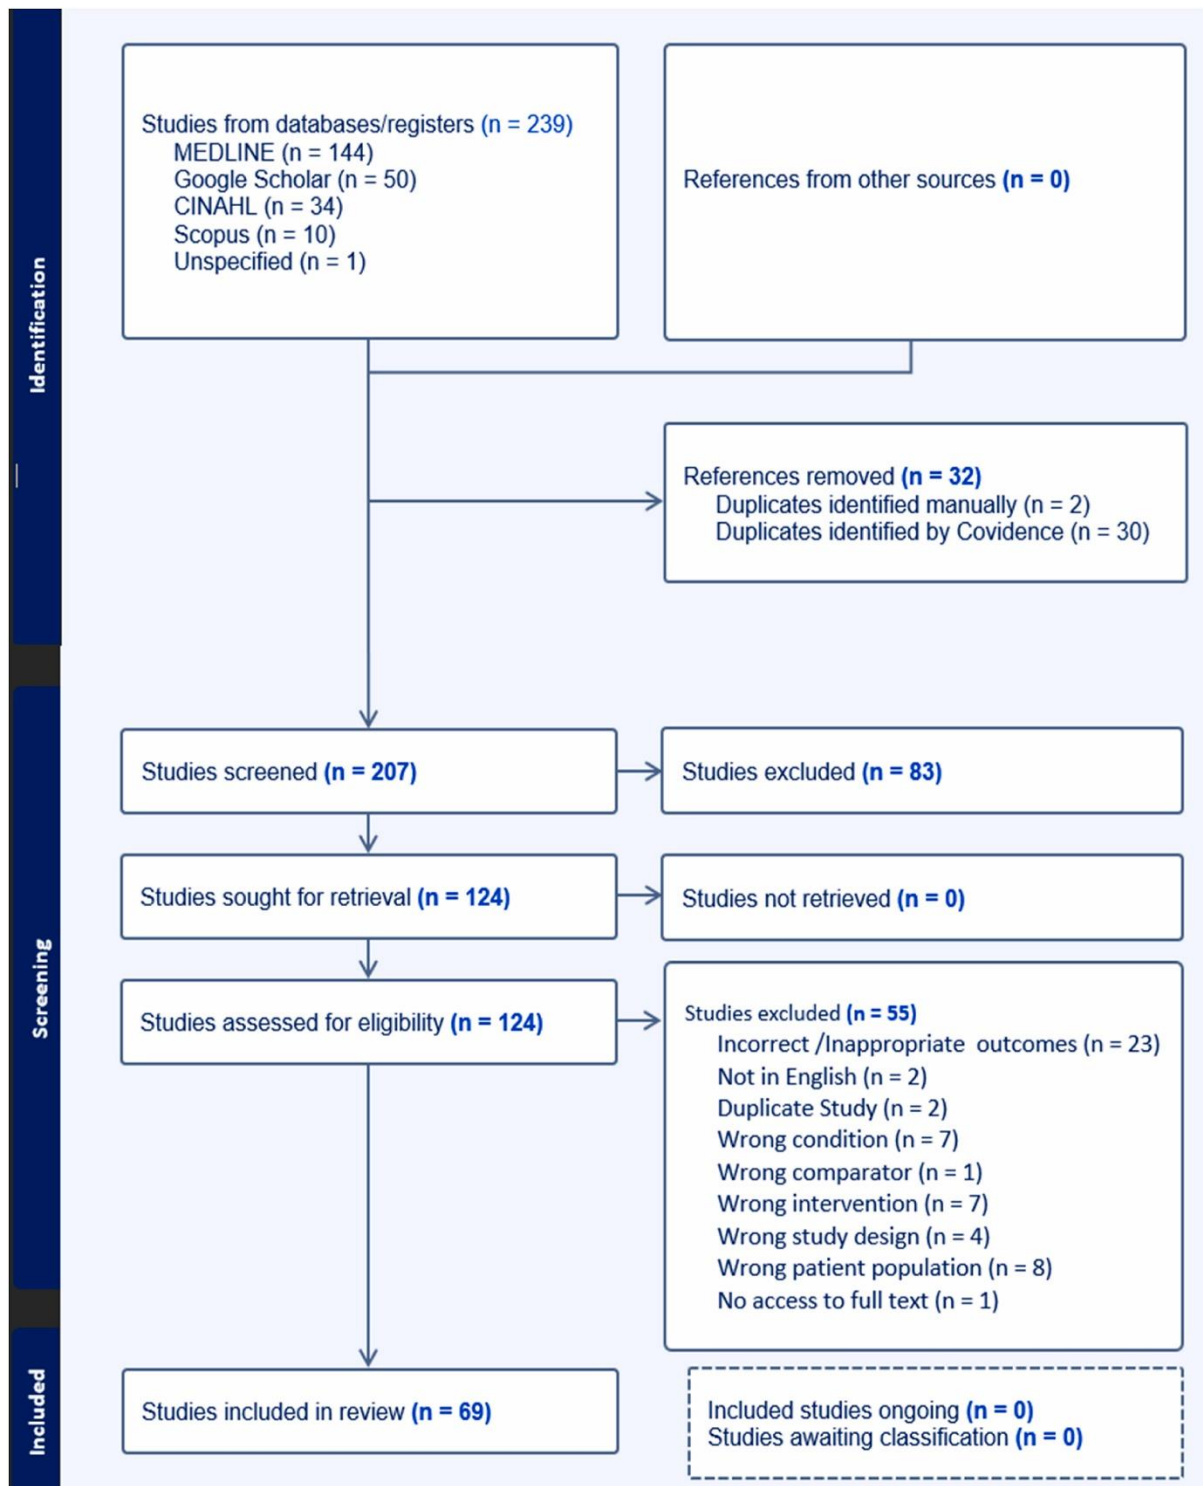 Identification
Studies from databases/registers (n = 239)
MEDLINE (n = 144)
Google Scholar (n = 50)
CINAHL (n = 34)
Scopus (n = 10)
Unspecified (n = 1)
References from other sources (n = 0)
References removed (n = 32)
Duplicates identified manually (n = 2)
Duplicates identified by Covidence (n = 30)
Screening
Studies screened (n = 207)
Studies excluded (n = 83)
Studies sought for retrieval (n = 124)
Studies not retrieved (n = 0)
Studies assessed for eligibility (n = 124)
Studies excluded (n = 55)
Incorrect /Inappropriate outcomes (n = 23)
Not in English (n = 2)
Duplicate Study (n = 2)
Wrong condition (n = 7)
Wrong comparator (n = 1)
Wrong intervention (n = 7)
Wrong study design (n = 4)
Wrong patient population (n = 8)
No access to full text (n = 1)
Included
Studies included in review (n = 69)
Included studies ongoing (n = 0)
Studies awaiting classification (n = 0)